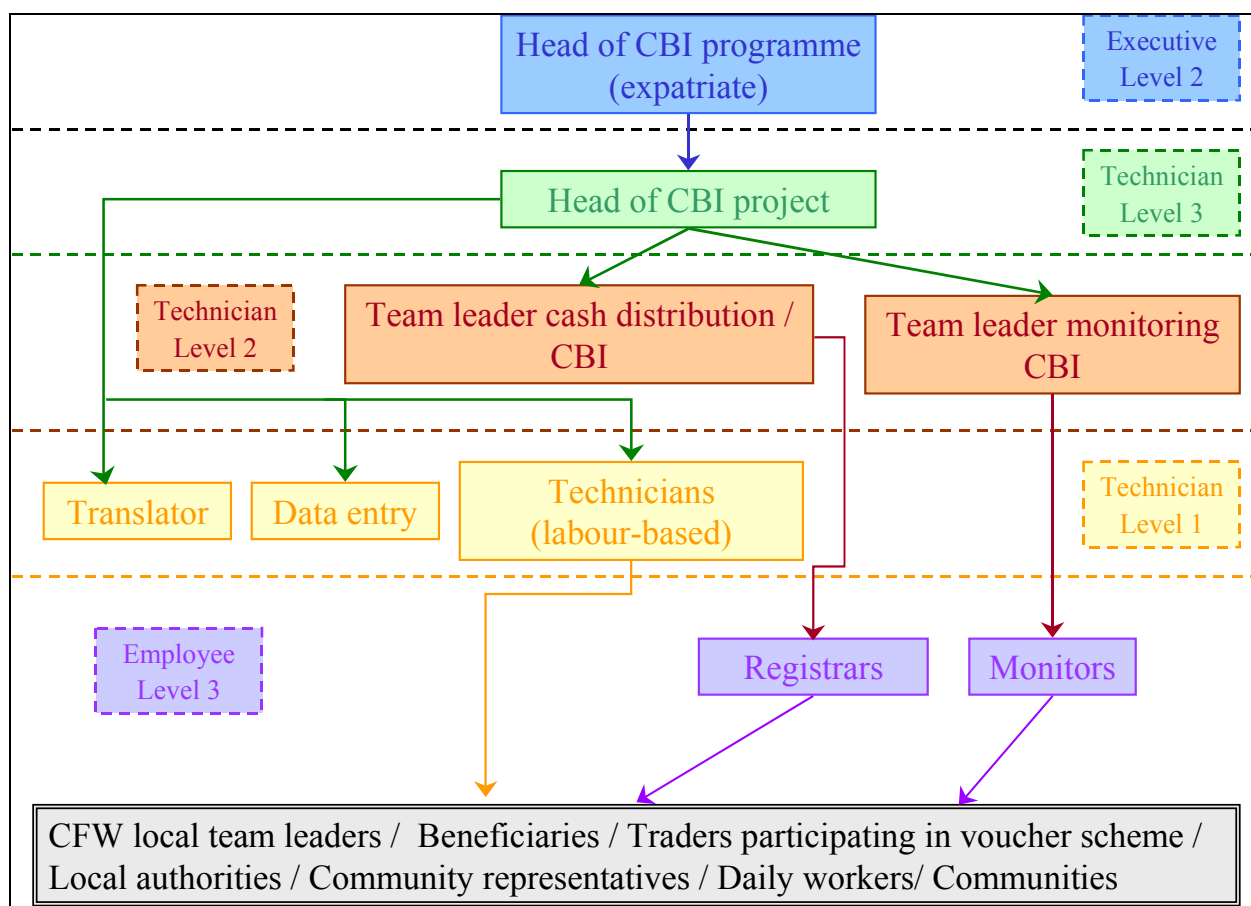 Head of CBI programme
(expatriate)
Executive
Level 2
Head of CBI project
Technician
Level 3
Technician
Level 2
Team leader cash distribution /
CBI
Team leader monitoring
CBI
Translator
Data entry
Technicians
(labour-based)
Technician
Level 1
Employee
Level 3
Registrars
Monitors
CFW local team leaders /  Beneficiaries / Traders participating in voucher scheme /
Local authorities / Community representatives / Daily workers/ Communities